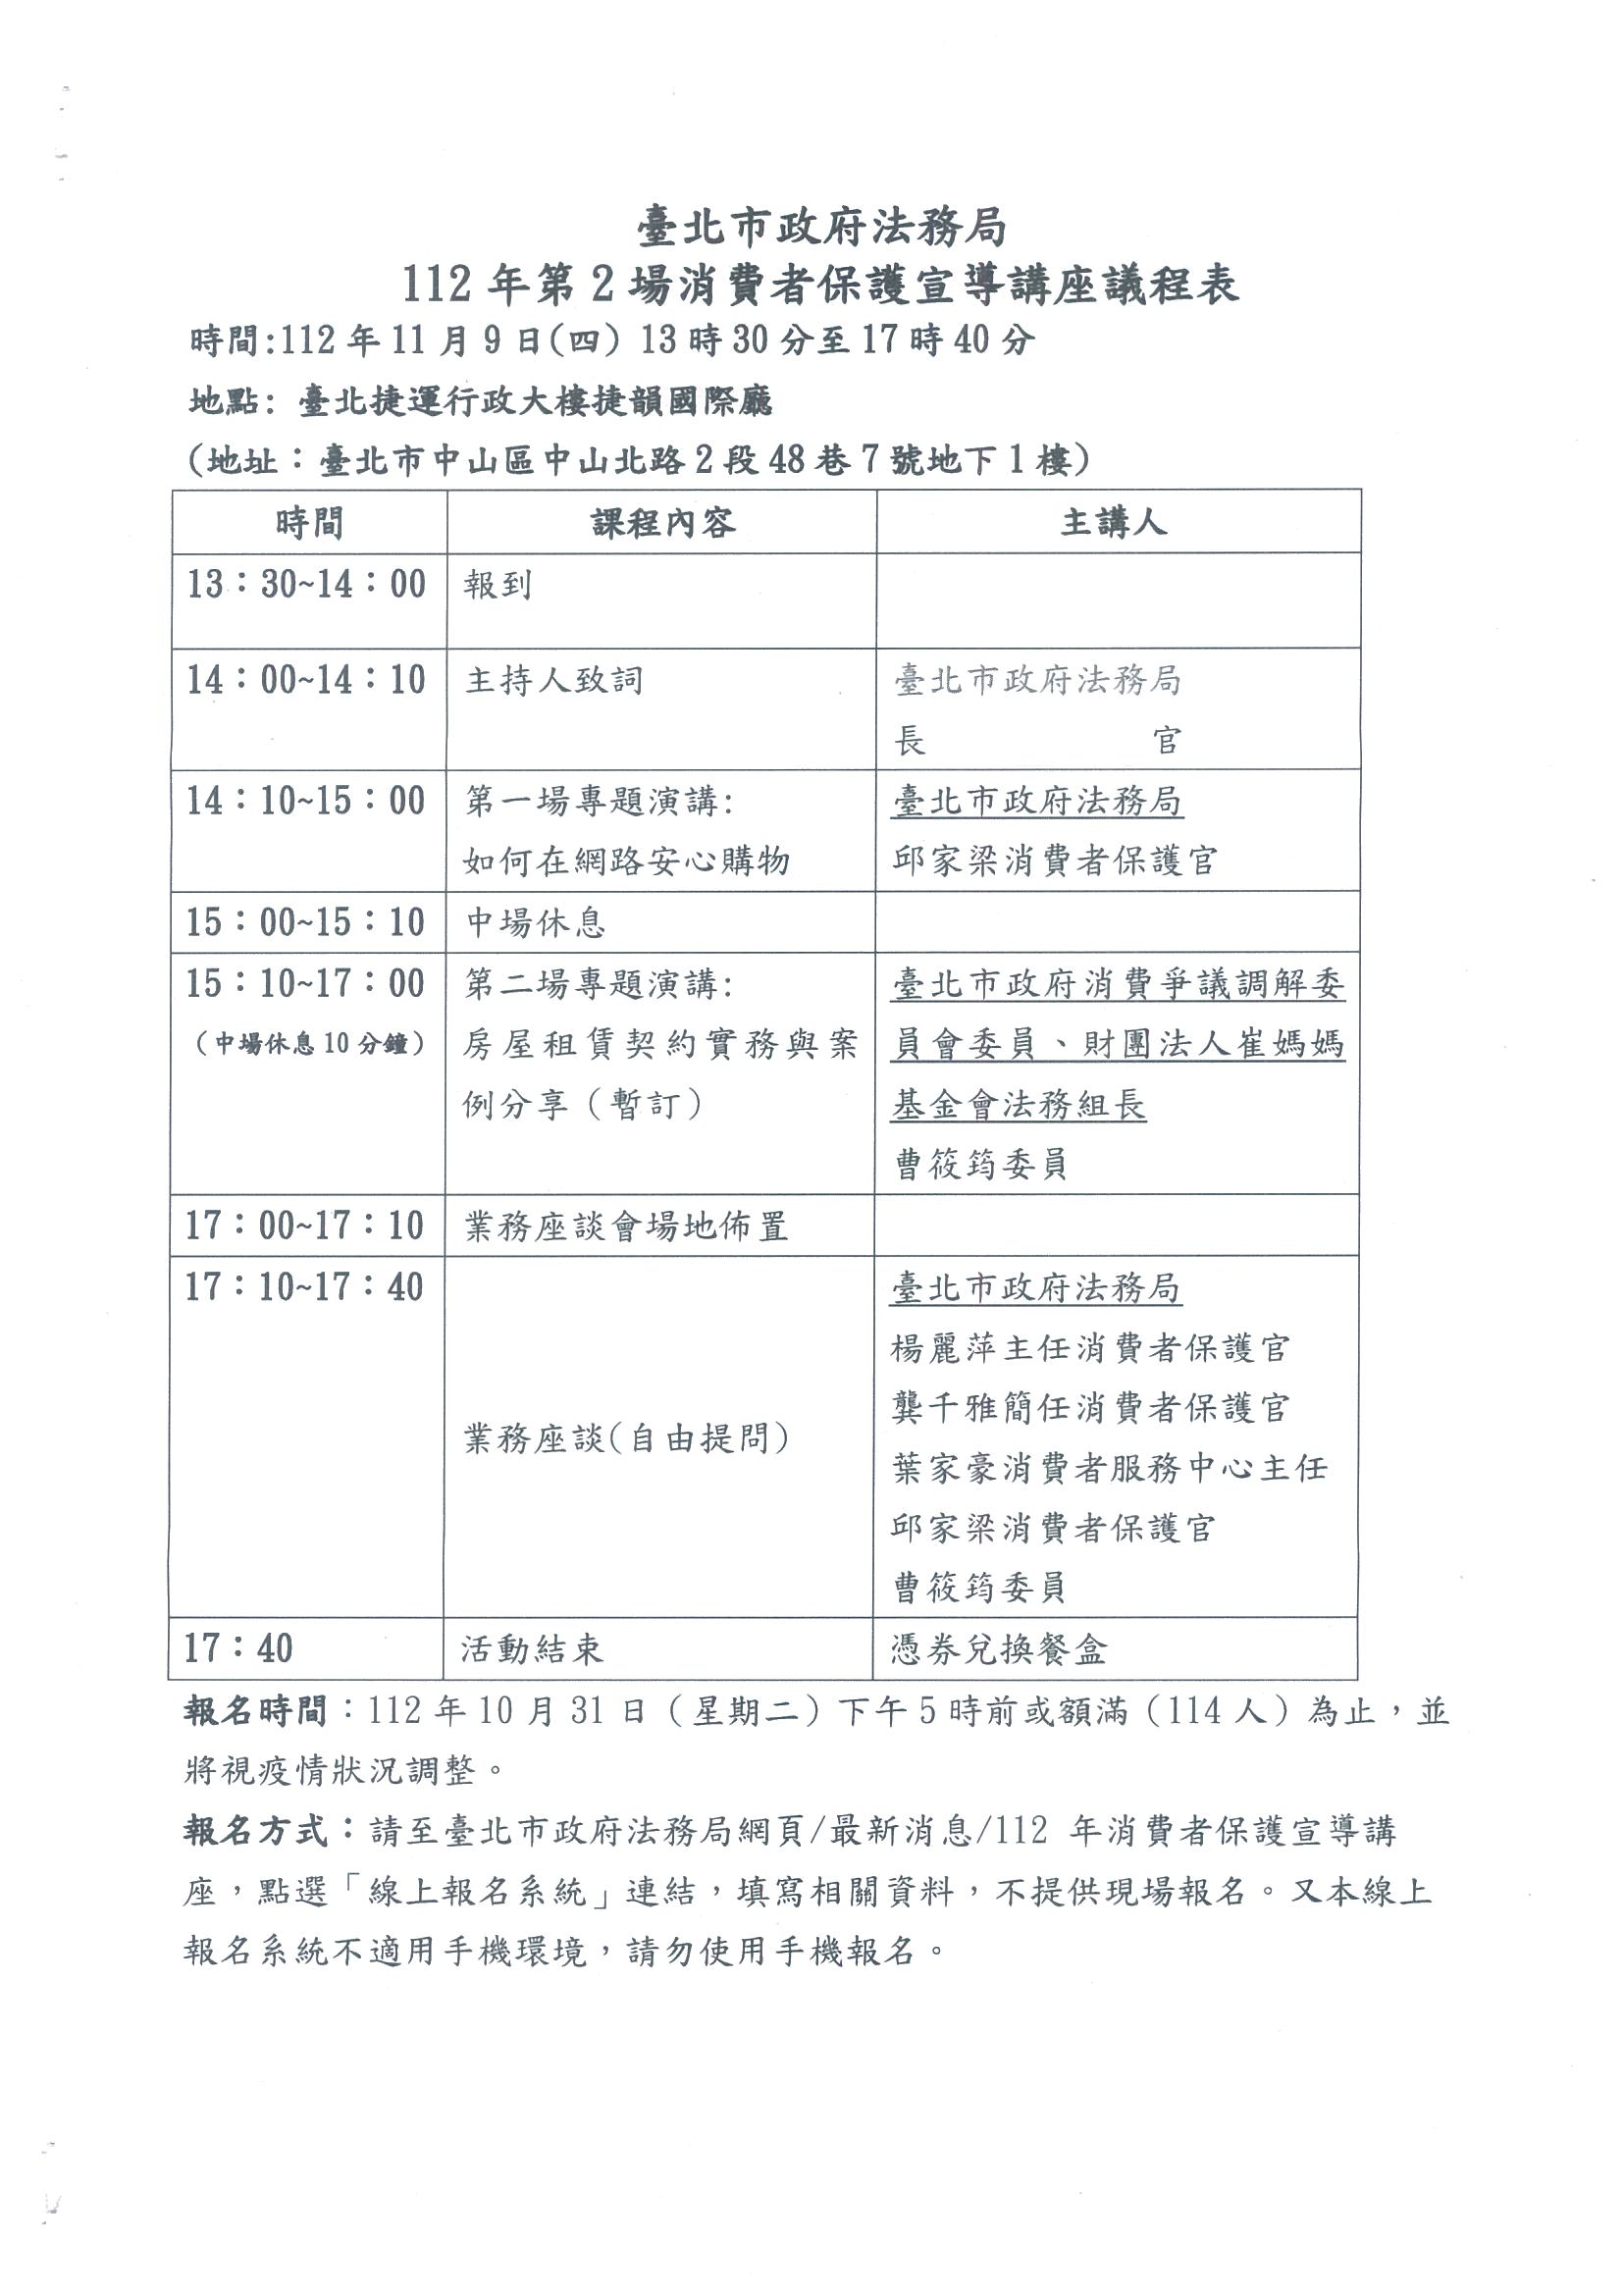 臺北市政府法務局
112年第2場消費者保護宣導講座議程表
時間:112年11月9日(四) 13時30分至17時40分
地點: 臺北捷運行政大樓捷韻國際廳
(地址：臺北市中山區中山北路2段48巷7號地下1樓)
時間 課程內容 主講人
13：30~14：00 報到
14：00~14：10 主持人致詞 臺北市政府法務局
長 官
14：10~15：00 第一場專題演講: 臺北市政府法務局
如何在網路安心購物 邱家梁消費者保護官
15：00~15：10 中場休息
15：10~17：00 第二場專題演講: 臺北市政府消費爭議調解委
（中場休息10分鐘） 房屋租賃契約實務與案 員會委員、財團法人崔媽媽
例分享（暫訂） 基金會法務組長
曹筱筠委員
17：00~17：10 業務座談會場地佈置
17：10~17：40 臺北市政府法務局
楊麗萍主任消費者保護官
龔千雅簡任消費者保護官
業務座談(自由提問)
葉家豪消費者服務中心主任
邱家梁消費者保護官
曹筱筠委員
17：40 活動結束 憑券兌換餐盒
報名時間：112年10月31日（星期二）下午5時前或額滿（114人）為止，並
將視疫情狀況調整。
報名方式：請至臺北市政府法務局網頁/最新消息/112 年消費者保護宣導講
座，點選「線上報名系統」連結，填寫相關資料，不提供現場報名。又本線上
報名系統不適用手機環境，請勿使用手機報名。